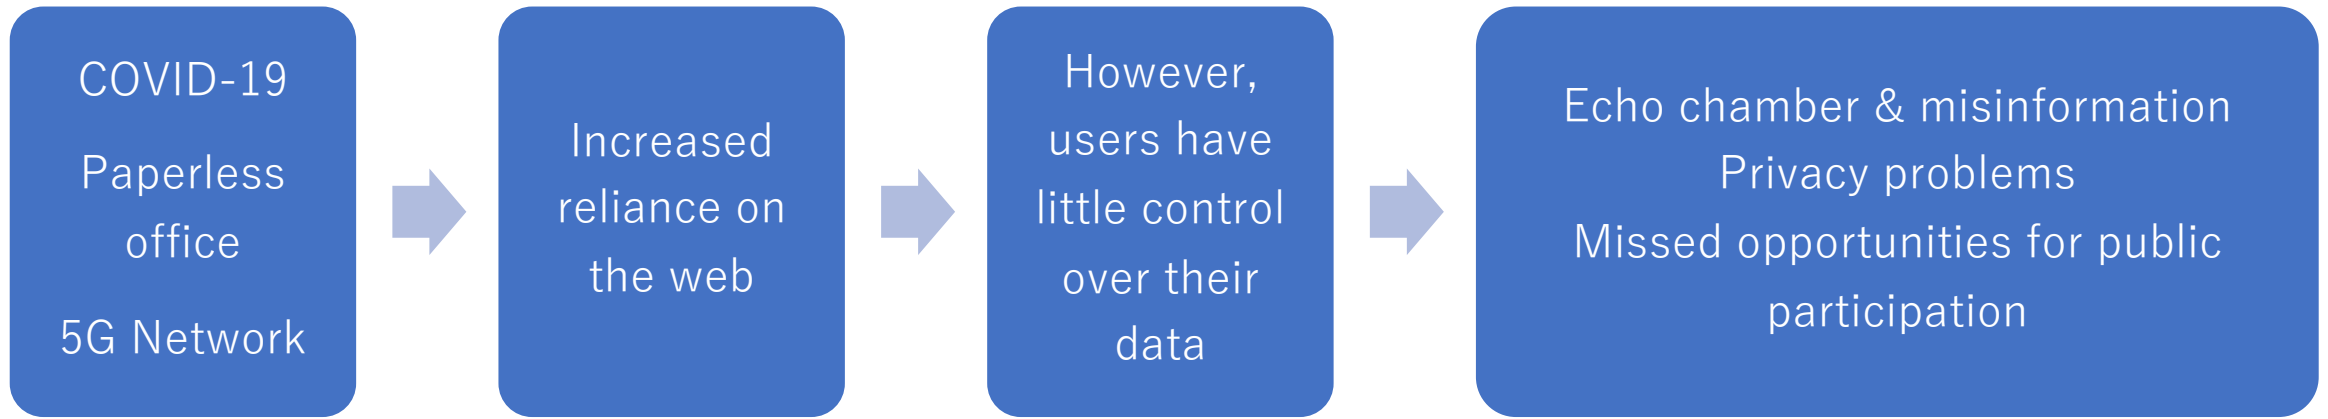 COVID-19
Paperless
office
5G Network
Increased
reliance on
the web
However,
users have
little control
over their
data
Echo chamber & misinformation
Privacy problems
Missed opportunities for public
participation